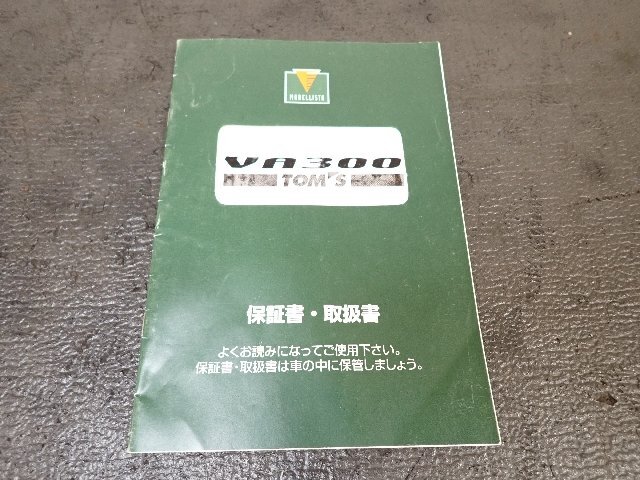 MODELLISTA
VA300
TOM'S
保証書・取扱書
よくお読みになってご使用下さい。
保証書・取扱書は車の中に保管しましょう。